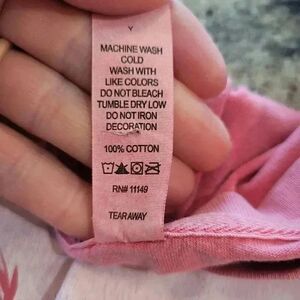 Y
MACHINE WASH
COLD
WASH WITH
LIKE COLORS
DO NOT BLEACH
TUMBLE DRY LOW
DO NOT IRON
DECORATION
100% COTTON
RN# 11149
TEARAWAY